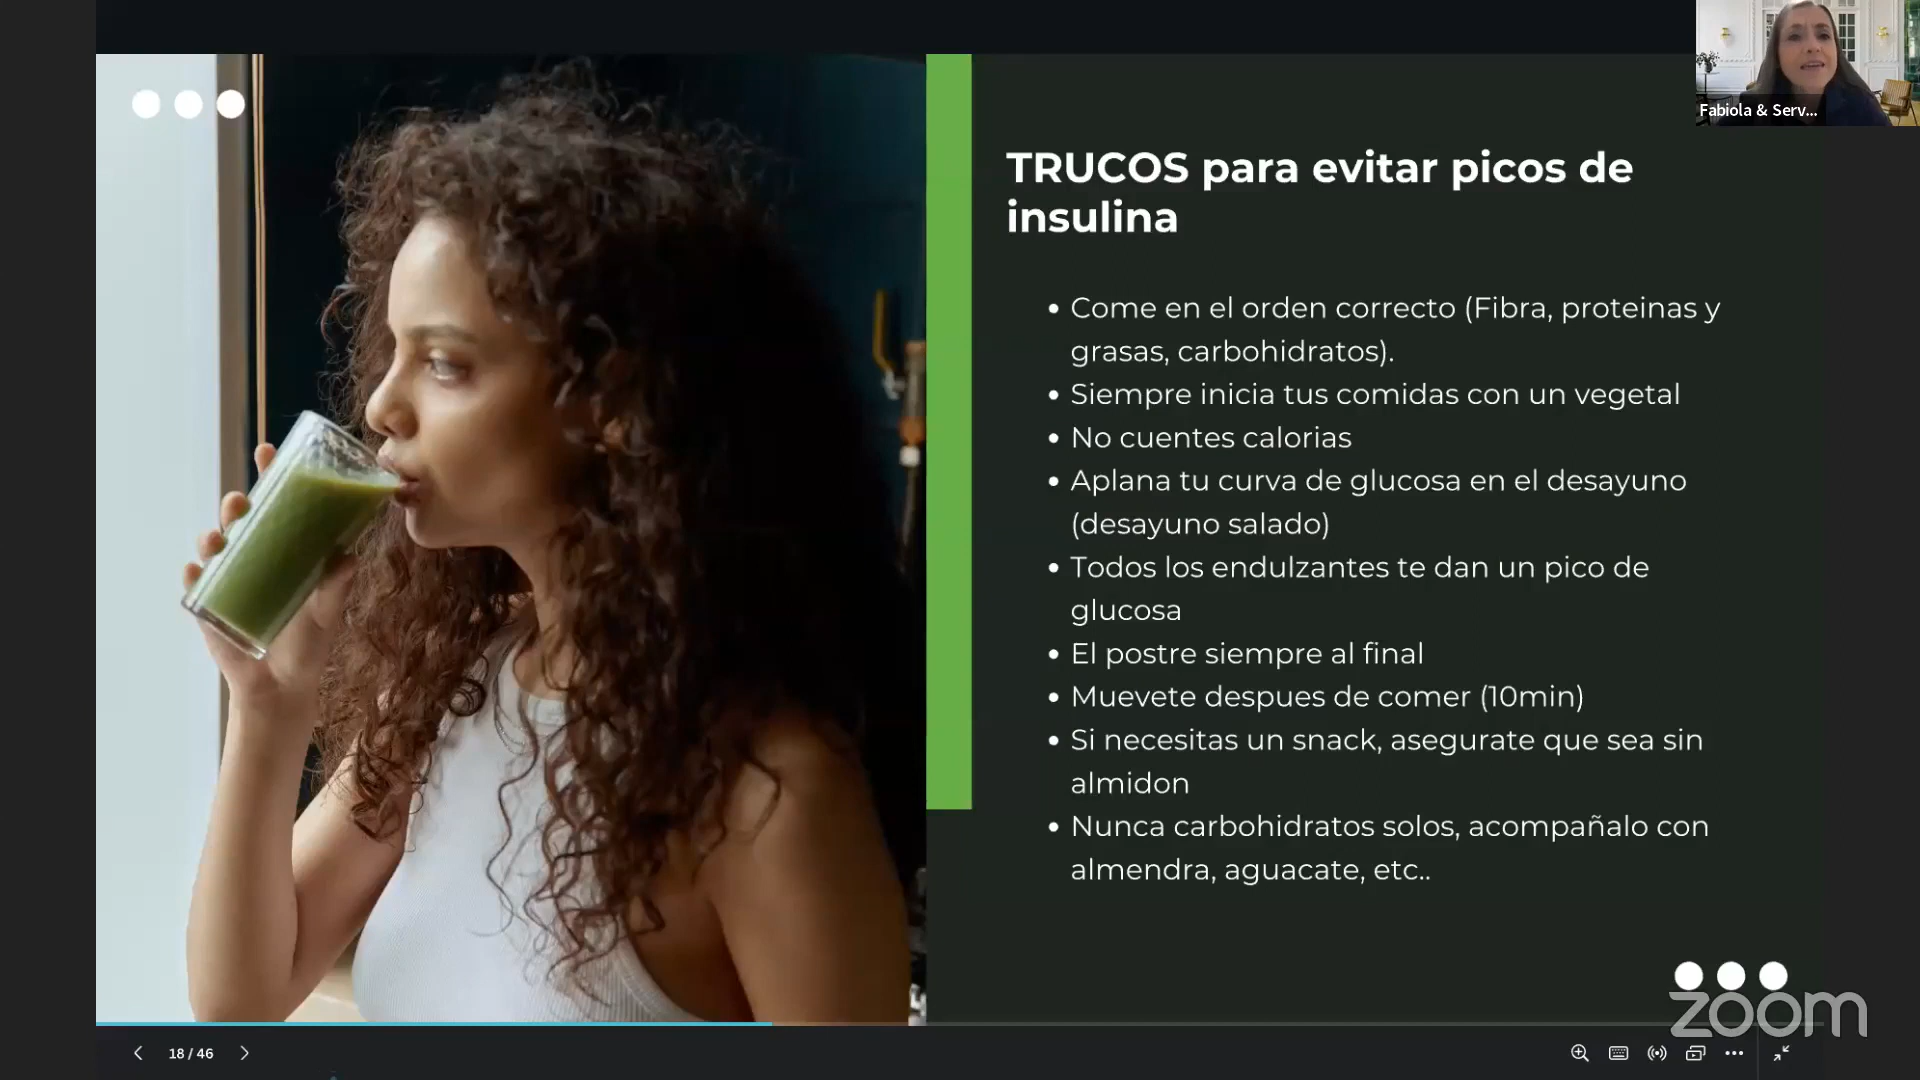 Fabiola & Serv...
TRUCOS para evitar picos de
insulina
• Come en el orden correcto (Fibra, proteinas y
grasas, carbohidratos).
• Siempre inicia tus comidas con un vegetal
• No cuentes calorias
• Aplana tu curva de glucosa en el desayuno
(desayuno salado)
• Todos los endulzantes te dan un pico de
glucosa
• El postre siempre al final
• Muevete despues de comer (10min)
• Si necesitas un snack, asegurate que sea sin
almidon
• Nunca carbohidratos solos, acompañalo con
almendra, aguacate, etc..
zoom
18 / 46